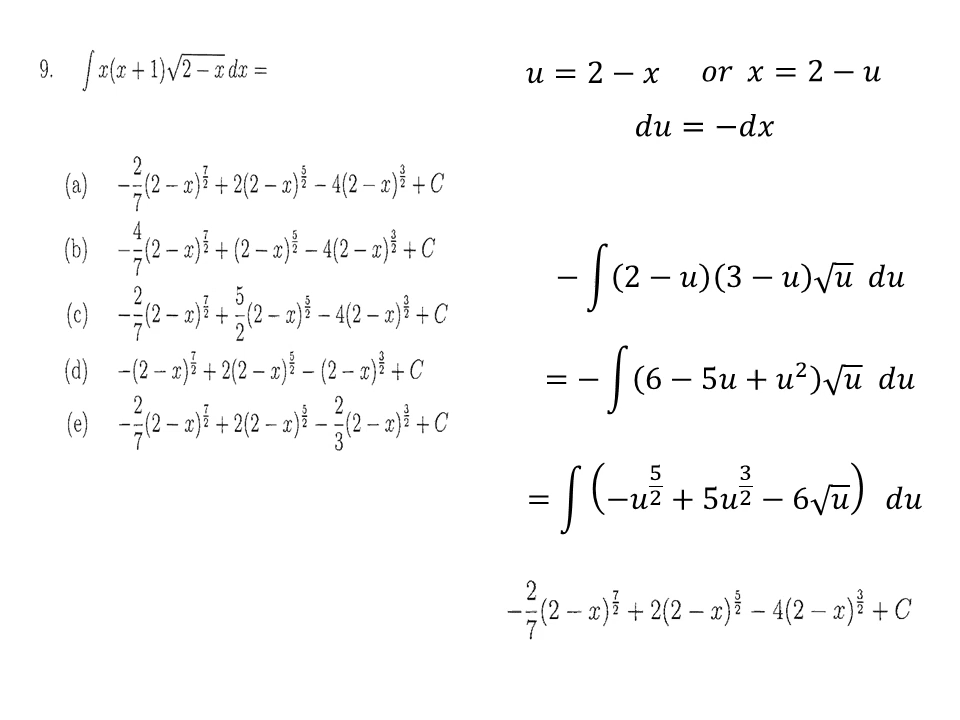 9. ∫ x(x + 1)√(2 − x) dx =
(a) −2/7(2 − x)^(7/2) + 2(2 − x)^(5/2) − 4(2 − x)^(3/2) + C
(b) −4/7(2 − x)^(7/2) + (2 − x)^(5/2) − 4(2 − x)^(3/2) + C
(c) −2/7(2 − x)^(7/2) + 5/2(2 − x)^(5/2) − 4(2 − x)^(3/2) + C
(d) −(2 − x)^(7/2) + 2(2 − x)^(5/2) − (2 − x)^(3/2) + C
(e) −2/7(2 − x)^(7/2) + 2(2 − x)^(5/2) − 2/3(2 − x)^(3/2) + C
u = 2 − x or x = 2 − u
du = −dx
− ∫ (2 − u)(3 − u)√u du
= − ∫ (6 − 5u + u²)√u du
= ∫ (−u^(5/2) + 5u^(3/2) − 6√u) du
−2/7(2 − x)^(7/2) + 2(2 − x)^(5/2) − 4(2 − x)^(3/2) + C